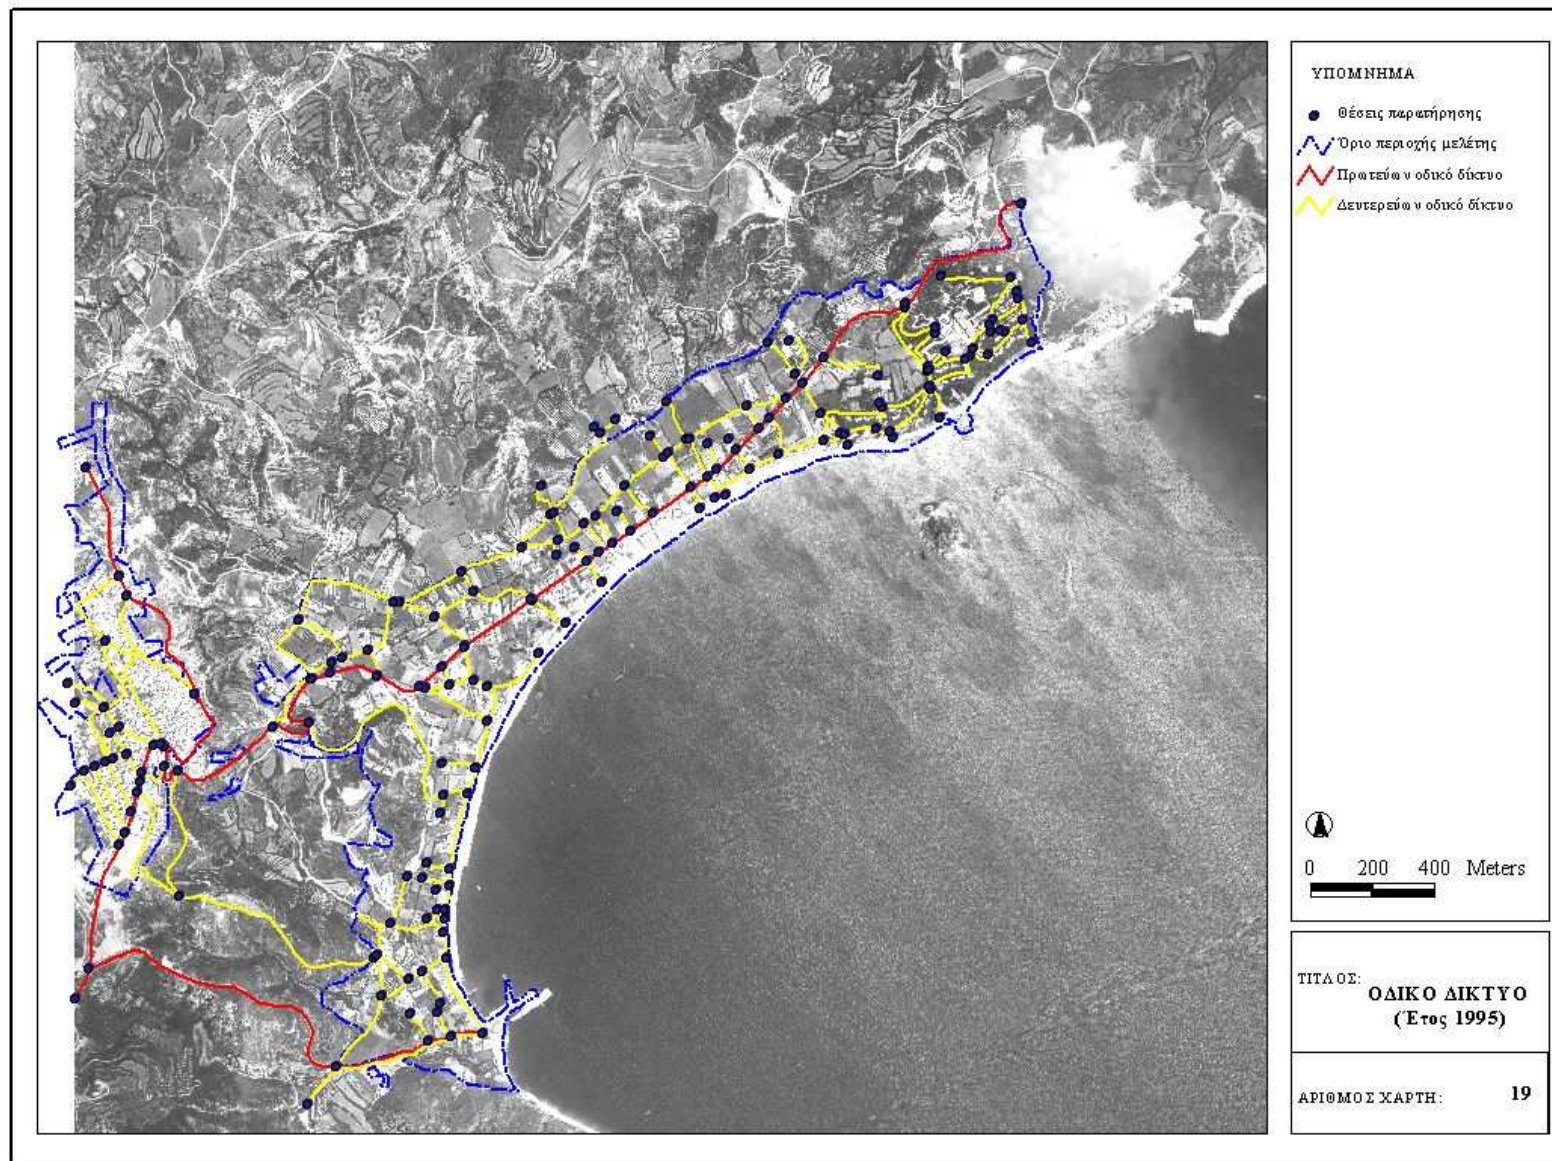 ΥΠΟΜΝΗΜΑ
Θέσεις παρατήρησης
Όριο περιοχής μελέτης
Πρωτεύων οδικό δίκτυο
Δευτερεύων οδικό δίκτυο
0 200 400 Meters
ΤΙΤΛΟΣ:
ΟΔΙΚΟ ΔΙΚΤΥΟ
(Έτος 1995)
ΑΡΙΘΜΟΣ ΧΑΡΤΗ: 19